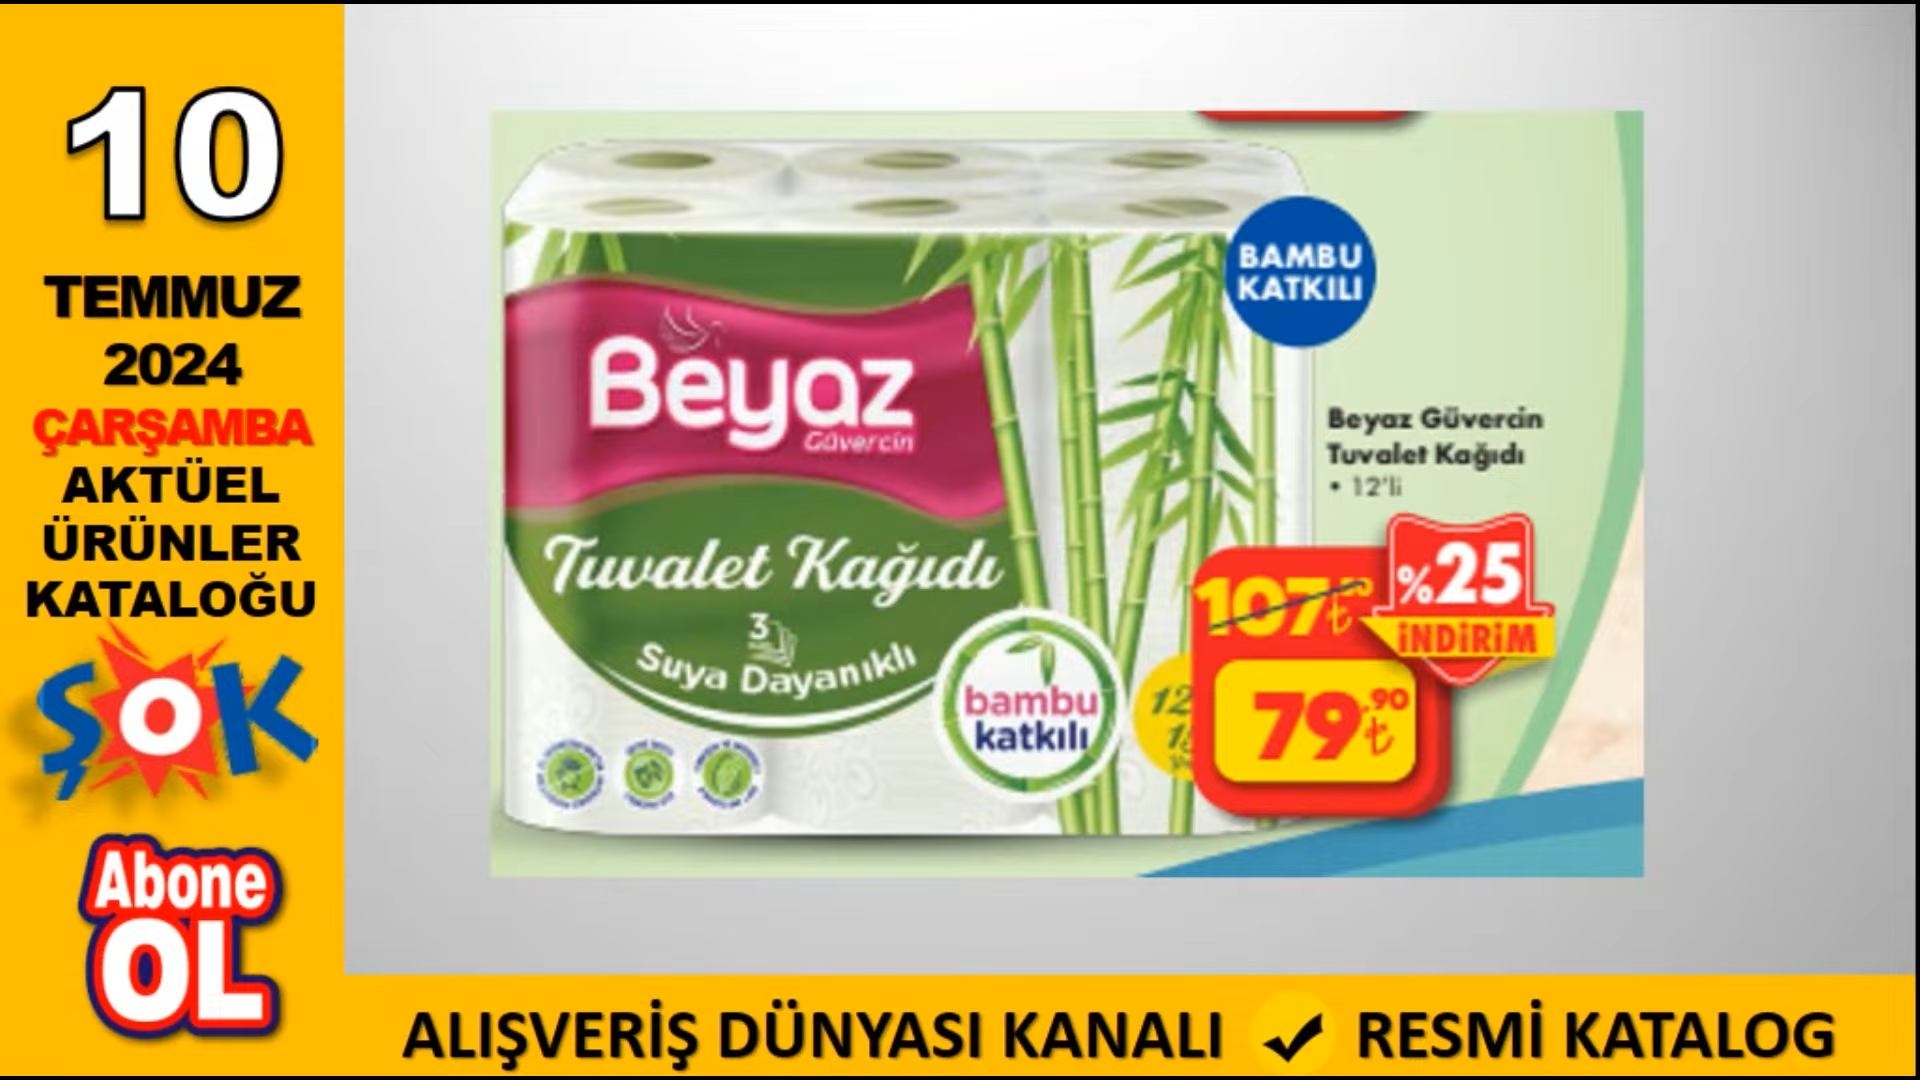 10
TEMMUZ
2024
ÇARŞAMBA
AKTÜEL
ÜRÜNLER
KATALOĞU
ŞOK
Abone
OL
BAMBU
KATKILI
Beyaz
Güvercin
Tuvalet Kağıdı
3
Suya Dayanıklı
bambu
katkılı
12
Beyaz Güvercin
Tuvalet Kağıdı
• 12'li
%25
İNDİRİM
107₺
79.90₺
ALIŞVERİŞ DÜNYASI KANALI ✓ RESMİ KATALOG